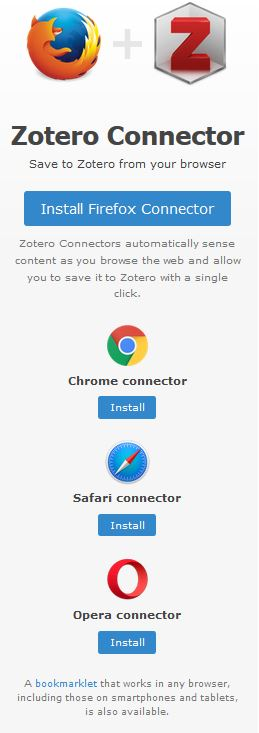 Z
Zotero Connector
Save to Zotero from your browser
Install Firefox Connector
Zotero Connectors automatically sense
content as you browse the web and allow
you to save it to Zotero with a single
click.
Chrome connector
Install
Safari connector
Install
Opera connector
Install
A bookmarklet that works in any browser,
including those on smartphones and tablets,
is also available.